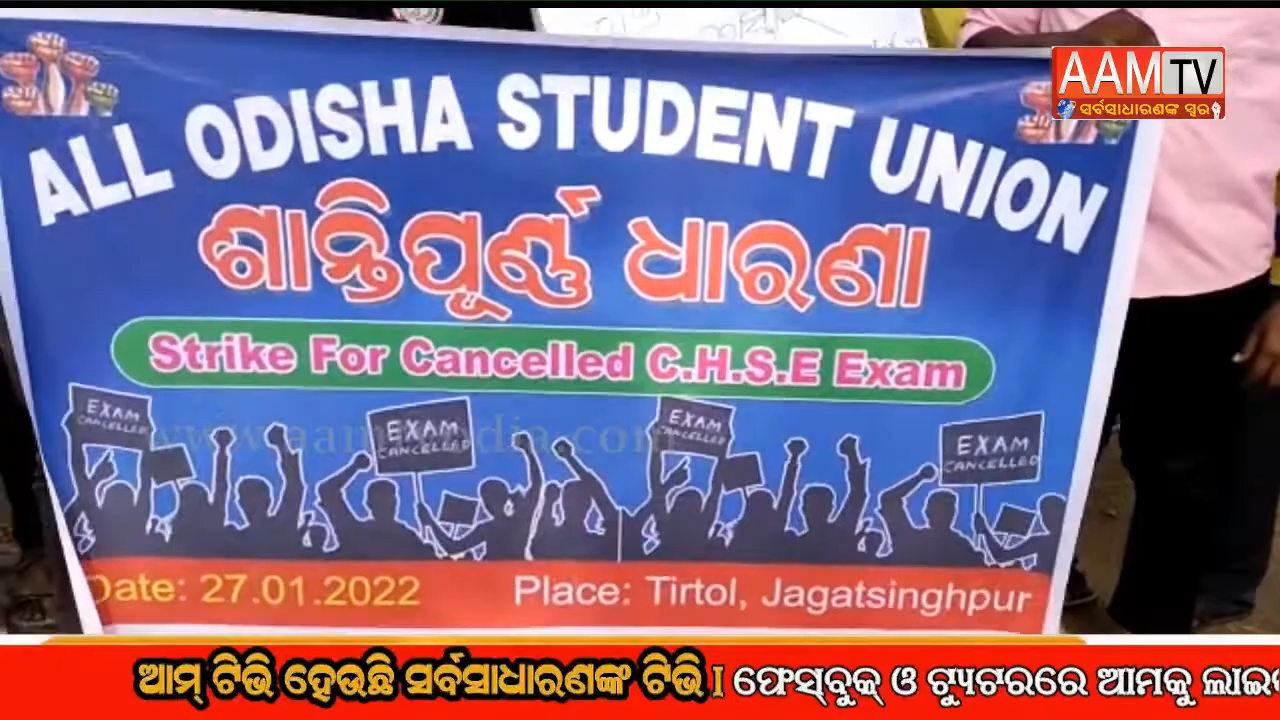 AAM TV
ସର୍ବସାଧାରଣଙ୍କ ସ୍ୱର
ALL ODISHA STUDENT UNION
ଶାନ୍ତିପୂର୍ଣ୍ଣ ଧାରଣା
Strike For Cancelled C.H.S.E Exam
EXAM CANCELLED
EXAM CANCELLED
EXAM CANCELLED
EXAM CANCELLED
Date: 27.01.2022 Place: Tirtol, Jagatsinghpur
ଆମ୍ ଟିଭି ହେଉଛି ସର୍ବସାଧାରଣଙ୍କ ଟିଭି I ଫେସ୍‌ବୁକ୍ ଓ ଟ୍ୟୁଟରରେ ଆମକୁ